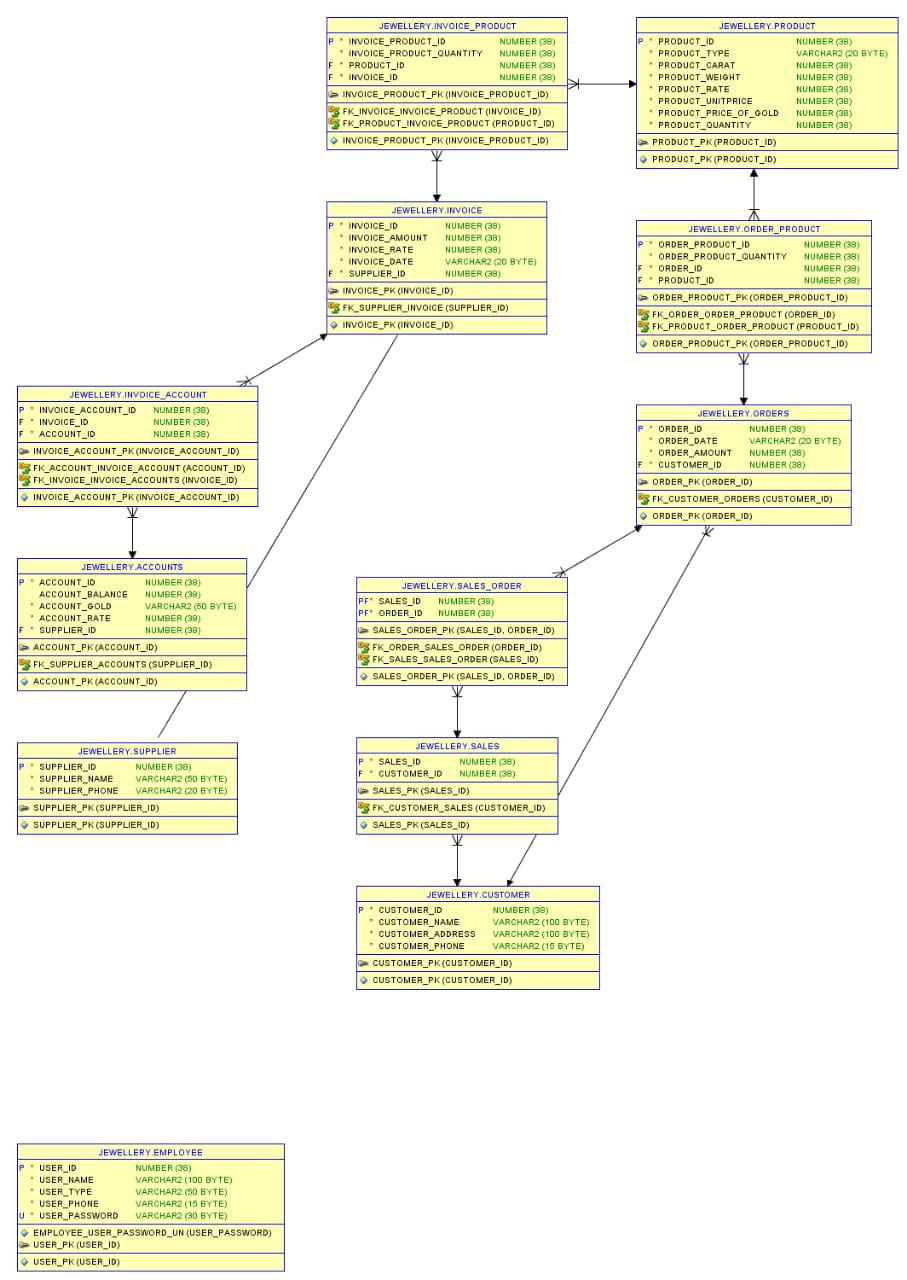 JEWELLERY.INVOICE_PRODUCT
P * INVOICE_PRODUCT_ID NUMBER (38)
* INVOICE_PRODUCT_QUANTITY NUMBER (38)
F * PRODUCT_ID NUMBER (38)
F * INVOICE_ID NUMBER (38)
INVOICE_PRODUCT_PK (INVOICE_PRODUCT_ID)
FK_INVOICE_INVOICE_PRODUCT (INVOICE_ID)
FK_PRODUCT_INVOICE_PRODUCT (PRODUCT_ID)
INVOICE_PRODUCT_PK (INVOICE_PRODUCT_ID)
JEWELLERY.PRODUCT
P * PRODUCT_ID NUMBER (38)
* PRODUCT_TYPE VARCHAR2 (20 BYTE)
* PRODUCT_CARAT NUMBER (38)
* PRODUCT_WEIGHT NUMBER (38)
* PRODUCT_RATE NUMBER (38)
* PRODUCT_UNITPRICE NUMBER (38)
* PRODUCT_PRICE_OF_GOLD NUMBER (38)
* PRODUCT_QUANTITY NUMBER (38)
PRODUCT_PK (PRODUCT_ID)
PRODUCT_PK (PRODUCT_ID)
JEWELLERY.INVOICE
P * INVOICE_ID NUMBER (38)
* INVOICE_AMOUNT NUMBER (38)
* INVOICE_RATE NUMBER (38)
* INVOICE_DATE VARCHAR2 (20 BYTE)
F * SUPPLIER_ID NUMBER (38)
INVOICE_PK (INVOICE_ID)
FK_SUPPLIER_INVOICE (SUPPLIER_ID)
INVOICE_PK (INVOICE_ID)
JEWELLERY.ORDER_PRODUCT
P * ORDER_PRODUCT_ID NUMBER (38)
* ORDER_PRODUCT_QUANTITY NUMBER (38)
F * ORDER_ID NUMBER (38)
F * PRODUCT_ID NUMBER (38)
ORDER_PRODUCT_PK (ORDER_PRODUCT_ID)
FK_ORDER_ORDER_PRODUCT (ORDER_ID)
FK_PRODUCT_ORDER_PRODUCT (PRODUCT_ID)
ORDER_PRODUCT_PK (ORDER_PRODUCT_ID)
JEWELLERY.INVOICE_ACCOUNT
P * INVOICE_ACCOUNT_ID NUMBER (38)
F * INVOICE_ID NUMBER (38)
F * ACCOUNT_ID NUMBER (38)
INVOICE_ACCOUNT_PK (INVOICE_ACCOUNT_ID)
FK_ACCOUNT_INVOICE_ACCOUNT (ACCOUNT_ID)
FK_INVOICE_INVOICE_ACCOUNTS (INVOICE_ID)
INVOICE_ACCOUNT_PK (INVOICE_ACCOUNT_ID)
JEWELLERY.ORDERS
P * ORDER_ID NUMBER (38)
* ORDER_DATE VARCHAR2 (20 BYTE)
* ORDER_AMOUNT NUMBER (38)
F * CUSTOMER_ID NUMBER (38)
ORDER_PK (ORDER_ID)
FK_CUSTOMER_ORDERS (CUSTOMER_ID)
ORDER_PK (ORDER_ID)
JEWELLERY.ACCOUNTS
P * ACCOUNT_ID NUMBER (38)
ACCOUNT_BALANCE NUMBER (38)
* ACCOUNT_GOLD VARCHAR2 (50 BYTE)
* ACCOUNT_RATE NUMBER (38)
F * SUPPLIER_ID NUMBER (38)
ACCOUNT_PK (ACCOUNT_ID)
FK_SUPPLIER_ACCOUNTS (SUPPLIER_ID)
ACCOUNT_PK (ACCOUNT_ID)
JEWELLERY.SALES_ORDER
PF* SALES_ID NUMBER (38)
PF* ORDER_ID NUMBER (38)
SALES_ORDER_PK (SALES_ID, ORDER_ID)
FK_ORDER_SALES_ORDER (ORDER_ID)
FK_SALES_SALES_ORDER (SALES_ID)
SALES_ORDER_PK (SALES_ID, ORDER_ID)
JEWELLERY.SUPPLIER
P * SUPPLIER_ID NUMBER (38)
* SUPPLIER_NAME VARCHAR2 (50 BYTE)
* SUPPLIER_PHONE VARCHAR2 (20 BYTE)
SUPPLIER_PK (SUPPLIER_ID)
SUPPLIER_PK (SUPPLIER_ID)
JEWELLERY.SALES
P * SALES_ID NUMBER (38)
F * CUSTOMER_ID NUMBER (38)
SALES_PK (SALES_ID)
FK_CUSTOMER_SALES (CUSTOMER_ID)
SALES_PK (SALES_ID)
JEWELLERY.CUSTOMER
P * CUSTOMER_ID NUMBER (38)
* CUSTOMER_NAME VARCHAR2 (100 BYTE)
* CUSTOMER_ADDRESS VARCHAR2 (100 BYTE)
* CUSTOMER_PHONE VARCHAR2 (15 BYTE)
CUSTOMER_PK (CUSTOMER_ID)
CUSTOMER_PK (CUSTOMER_ID)
JEWELLERY.EMPLOYEE
P * USER_ID NUMBER (38)
* USER_NAME VARCHAR2 (100 BYTE)
* USER_TYPE VARCHAR2 (50 BYTE)
* USER_PHONE VARCHAR2 (15 BYTE)
U * USER_PASSWORD VARCHAR2 (30 BYTE)
EMPLOYEE_USER_PASSWORD_UN (USER_PASSWORD)
USER_PK (USER_ID)
USER_PK (USER_ID)